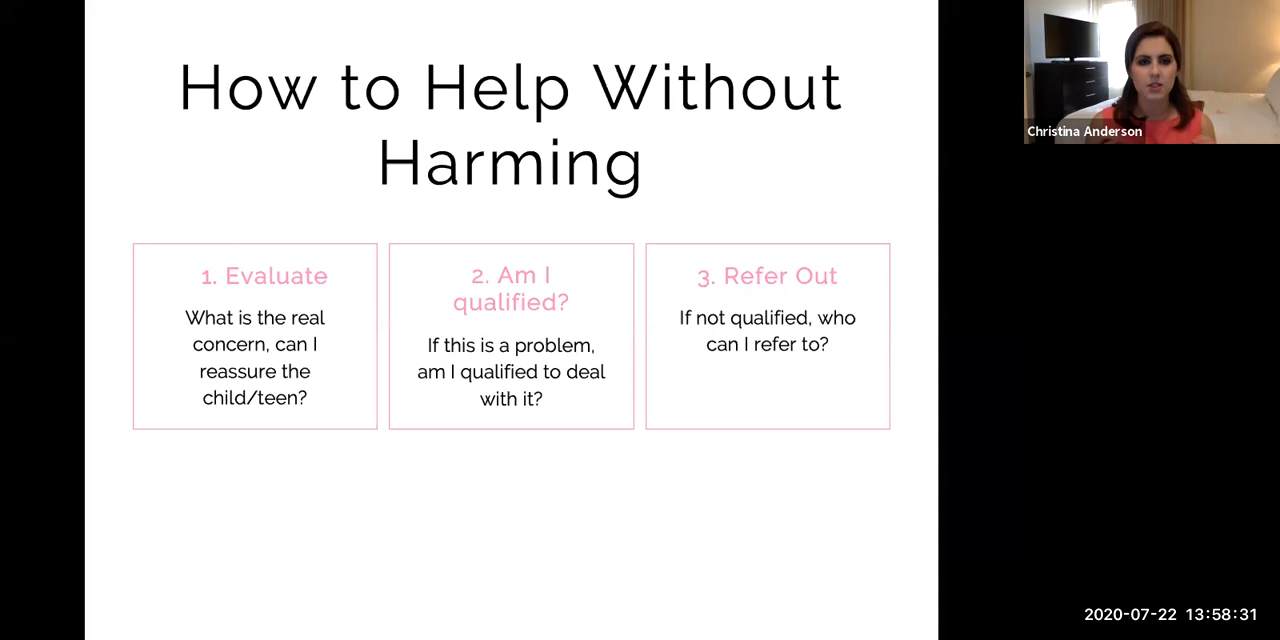 How to Help Without
Harming
1. Evaluate
What is the real
concern, can I
reassure the
child/teen?
2. Am I
qualified?
If this is a problem,
am I qualified to deal
with it?
3. Refer Out
If not qualified, who
can I refer to?
Christina Anderson
2020-07-22 13:58:31